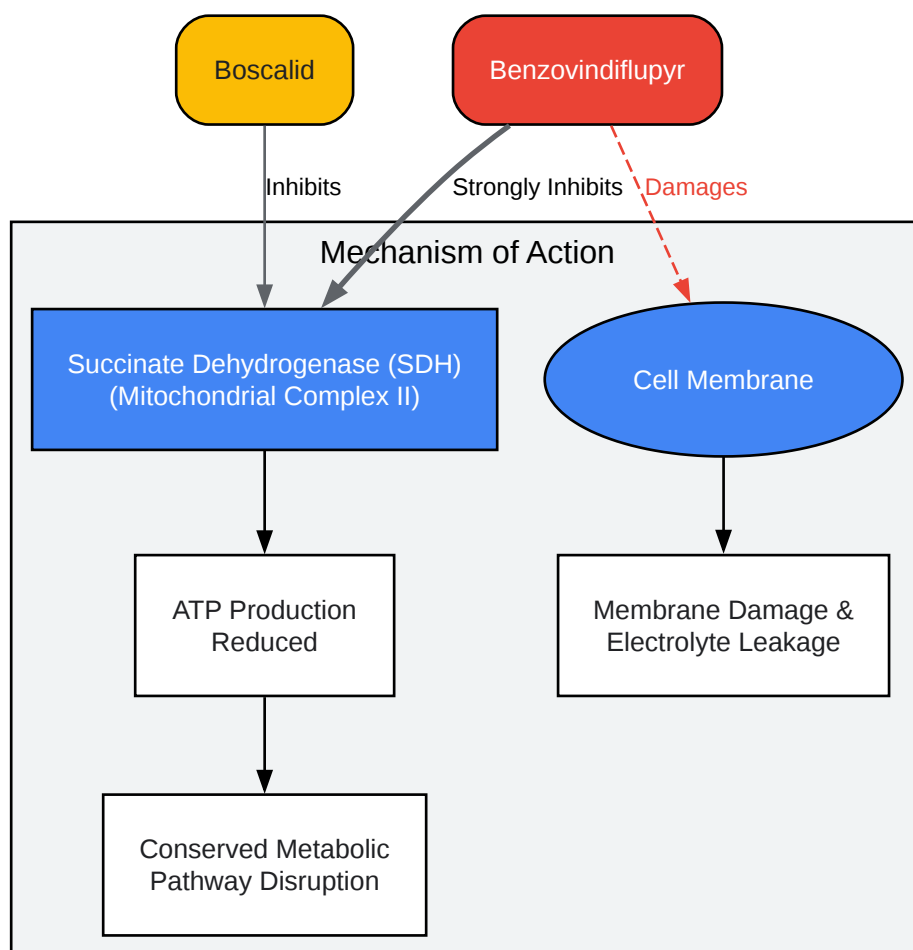 Boscalid
Benzovindiflupyr
Inhibits
Strongly Inhibits
Damages
Mechanism of Action
Succinate Dehydrogenase (SDH)
(Mitochondrial Complex II)
Cell Membrane
ATP Production
Reduced
Membrane Damage &
Electrolyte Leakage
Conserved Metabolic
Pathway Disruption